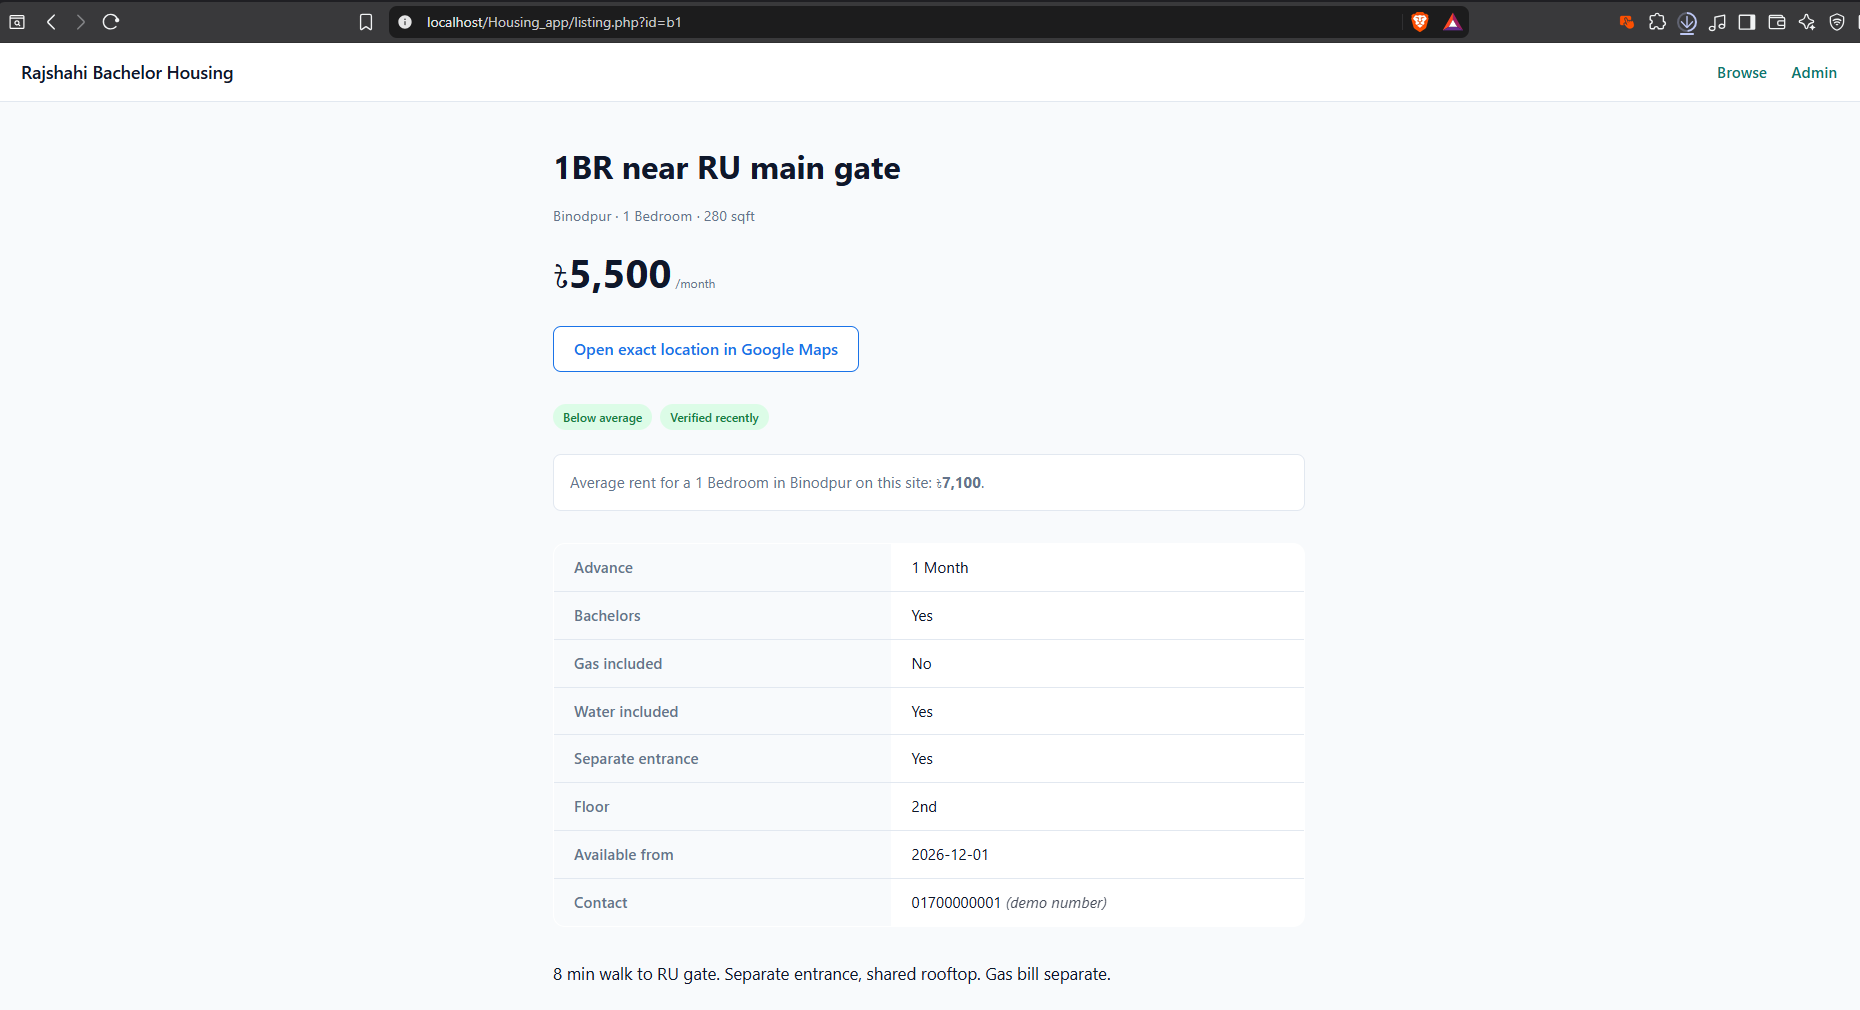 localhost/Housing_app/listing.php?id=b1
Rajshahi Bachelor Housing
Browse Admin
1BR near RU main gate
Binodpur · 1 Bedroom · 280 sqft
৳5,500 /month
Open exact location in Google Maps
Below average Verified recently
Average rent for a 1 Bedroom in Binodpur on this site: ৳7,100.
Advance 1 Month
Bachelors Yes
Gas included No
Water included Yes
Separate entrance Yes
Floor 2nd
Available from 2026-12-01
Contact 01700000001 (demo number)
8 min walk to RU gate. Separate entrance, shared rooftop. Gas bill separate.